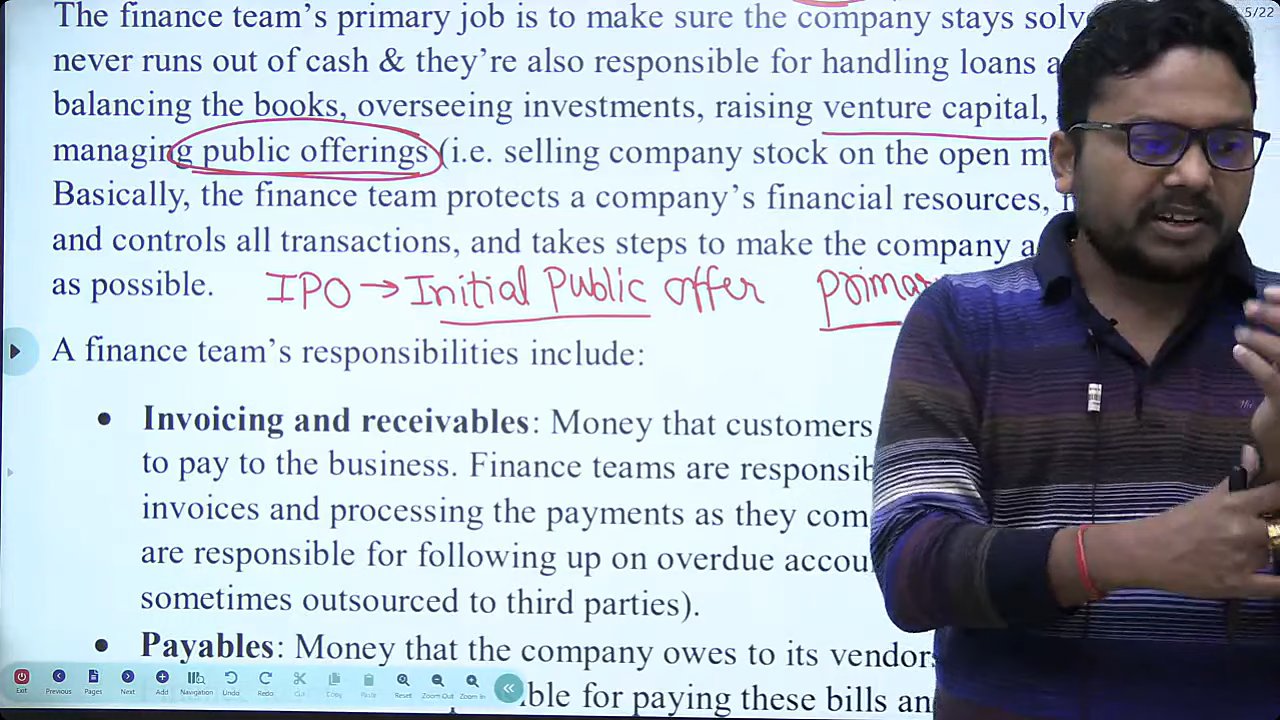 5/22
The finance team's primary job is to make sure the company stays
never runs out of cash & they're also responsible for handling loans
balancing the books, overseeing investments, raising venture capital,
managing public offerings (i.e. selling company stock on the open
Basically, the finance team protects a company's financial resources,
and controls all transactions, and takes steps to make the company
as possible. IPO → Initial Public offer
A finance team's responsibilities include:
• Invoicing and receivables: Money that customers
to pay to the business. Finance teams are
invoices and processing the payments as they
are responsible for following up on overdue
sometimes outsourced to third parties).
• Payables: Money that the company owes to its
for paying these bills
Exit Previous Pages Next Add Navigation Undo Redo Cut Copy Paste Reset Zoom Out Zoom In